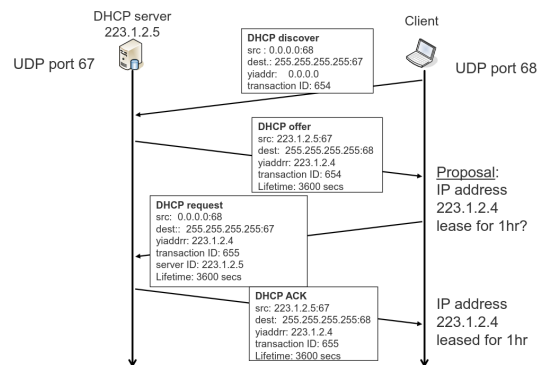 DHCP server
223.1.2.5
UDP port 67
Client
UDP port 68
DHCP discover
src : 0.0.0.0:68
dest.: 255.255.255.255:67
yiaddr: 0.0.0.0
transaction ID: 654
DHCP offer
src: 223.1.2.5:67
dest: 255.255.255.255:68
yiaddrr: 223.1.2.4
transaction ID: 654
Lifetime: 3600 secs
Proposal:
IP address
223.1.2.4
lease for 1hr?
DHCP request
src: 0.0.0.0:68
dest:: 255.255.255.255:67
yiaddrr: 223.1.2.4
transaction ID: 655
server ID: 223.1.2.5
Lifetime: 3600 secs
DHCP ACK
src: 223.1.2.5:67
dest: 255.255.255.255:68
yiaddrr: 223.1.2.4
transaction ID: 655
Lifetime: 3600 secs
IP address
223.1.2.4
leased for 1hr